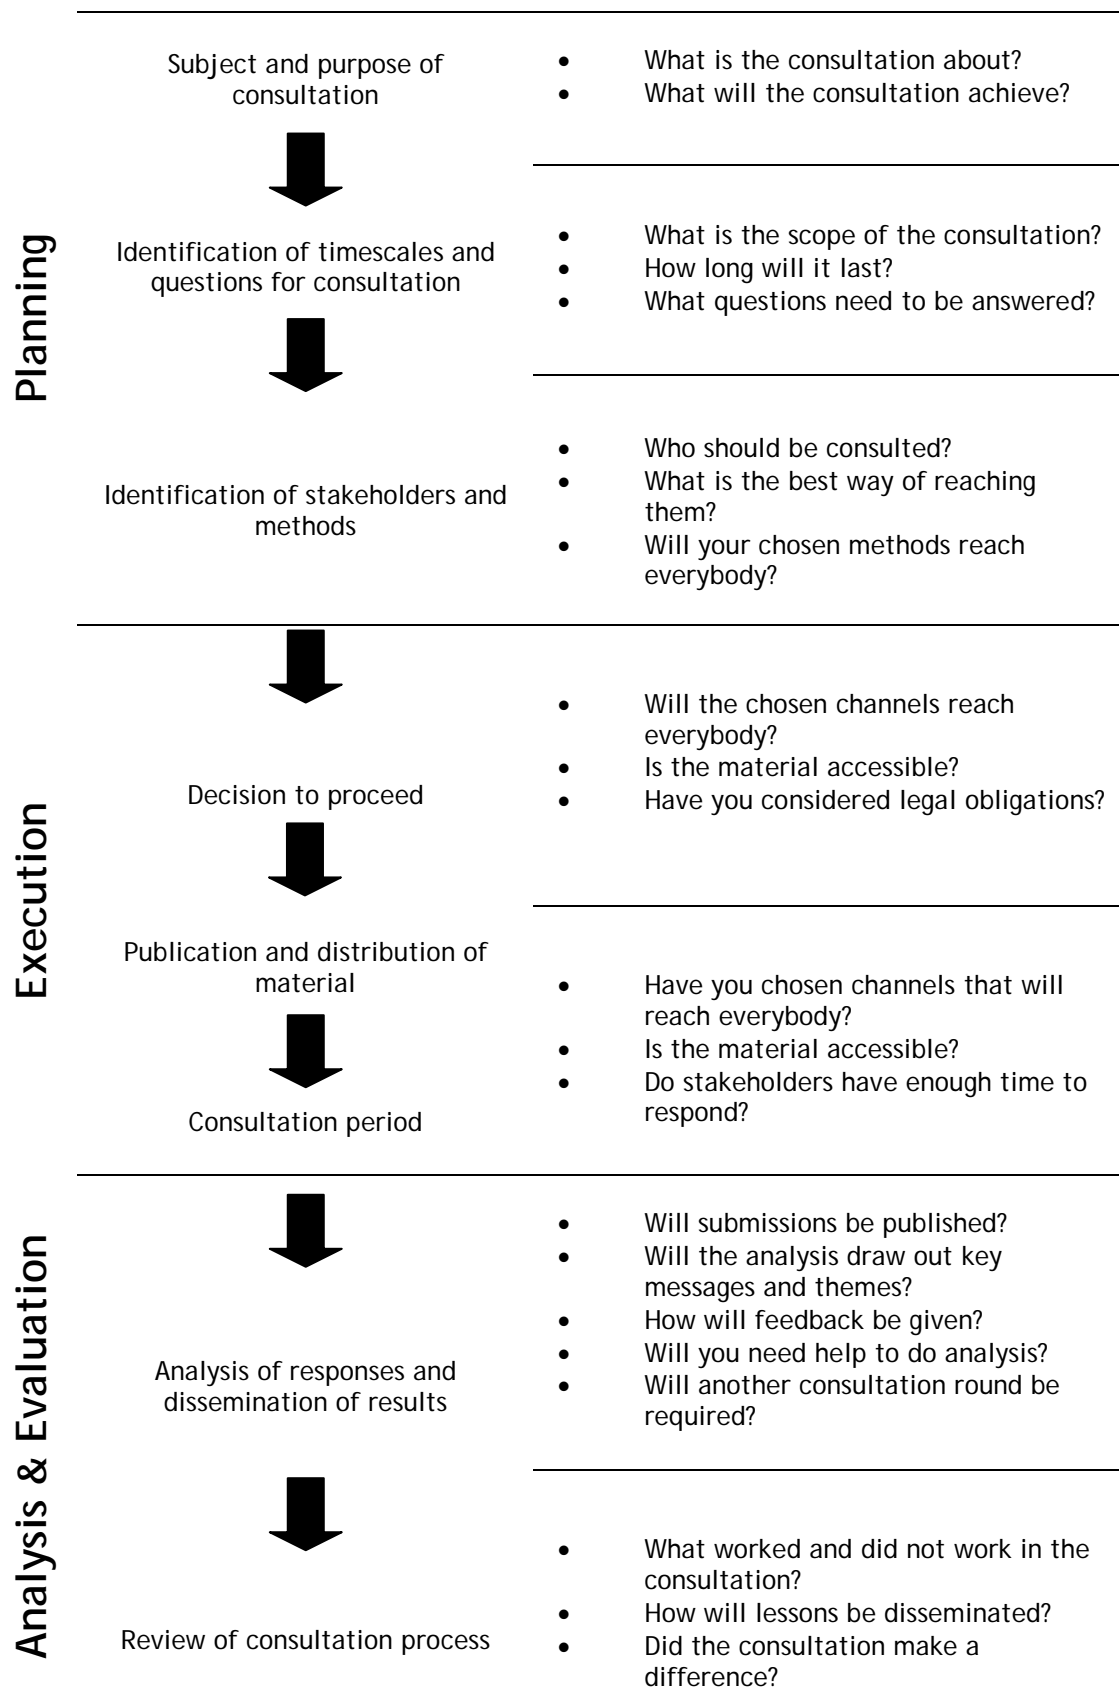 Planning
Subject and purpose of
consultation
• What is the consultation about?
• What will the consultation achieve?
Identification of timescales and
questions for consultation
• What is the scope of the consultation?
• How long will it last?
• What questions need to be answered?
Identification of stakeholders and
methods
• Who should be consulted?
• What is the best way of reaching
them?
• Will your chosen methods reach
everybody?
Execution
Decision to proceed
• Will the chosen channels reach
everybody?
• Is the material accessible?
• Have you considered legal obligations?
Publication and distribution of
material
Consultation period
• Have you chosen channels that will
reach everybody?
• Is the material accessible?
• Do stakeholders have enough time to
respond?
Analysis & Evaluation
Analysis of responses and
dissemination of results
• Will submissions be published?
• Will the analysis draw out key
messages and themes?
• How will feedback be given?
• Will you need help to do analysis?
• Will another consultation round be
required?
Review of consultation process
• What worked and did not work in the
consultation?
• How will lessons be disseminated?
• Did the consultation make a
difference?